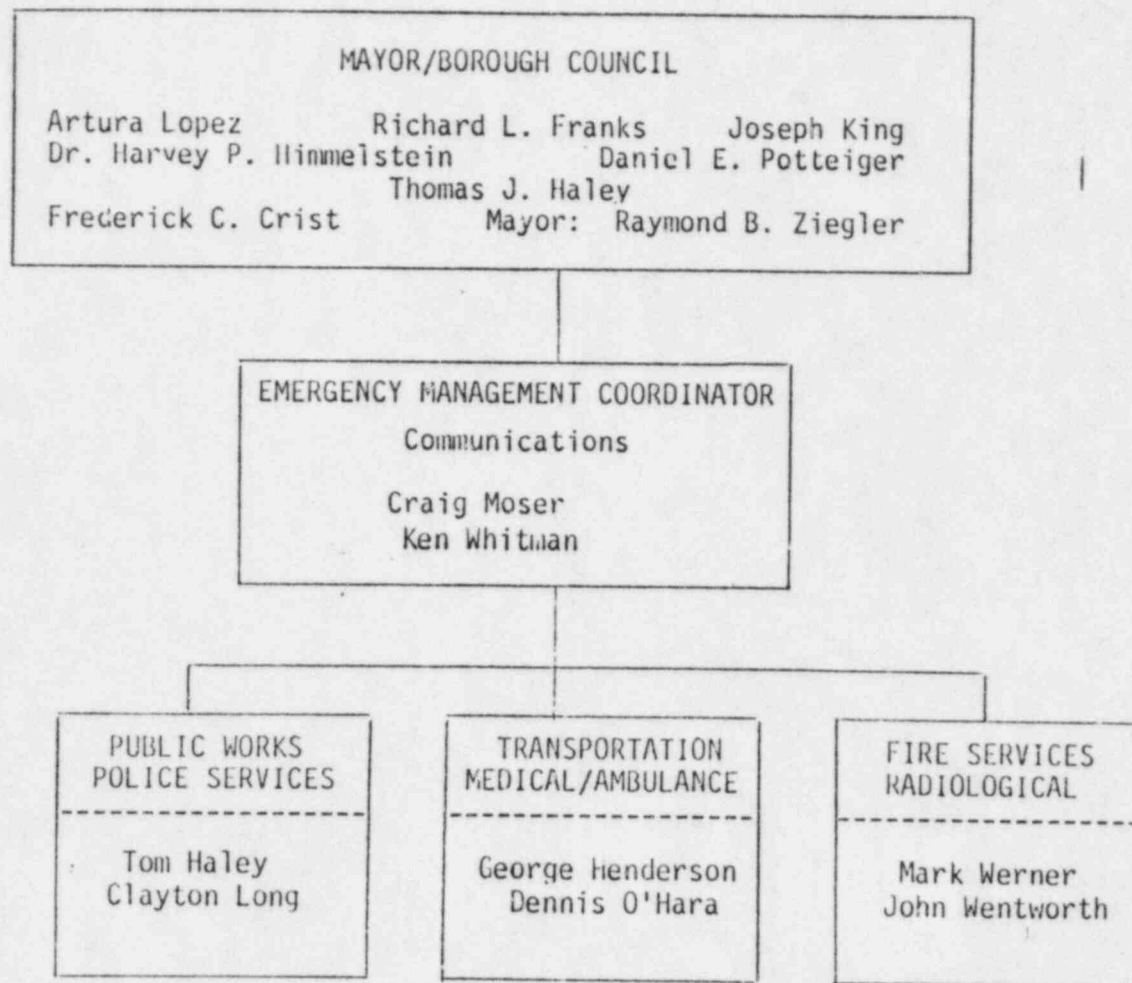 MAYOR/BOROUGH COUNCIL
Artura Lopez Richard L. Franks Joseph King
Dr. Harvey P. Himmelstein Daniel E. Potteiger
Thomas J. Haley
Frederick C. Crist Mayor: Raymond B. Ziegler
EMERGENCY MANAGEMENT COORDINATOR
Communications
Craig Moser
Ken Whitman
PUBLIC WORKS
POLICE SERVICES
Tom Haley
Clayton Long
TRANSPORTATION
MEDICAL/AMBULANCE
George Henderson
Dennis O'Hara
FIRE SERVICES
RADIOLOGICAL
Mark Werner
John Wentworth